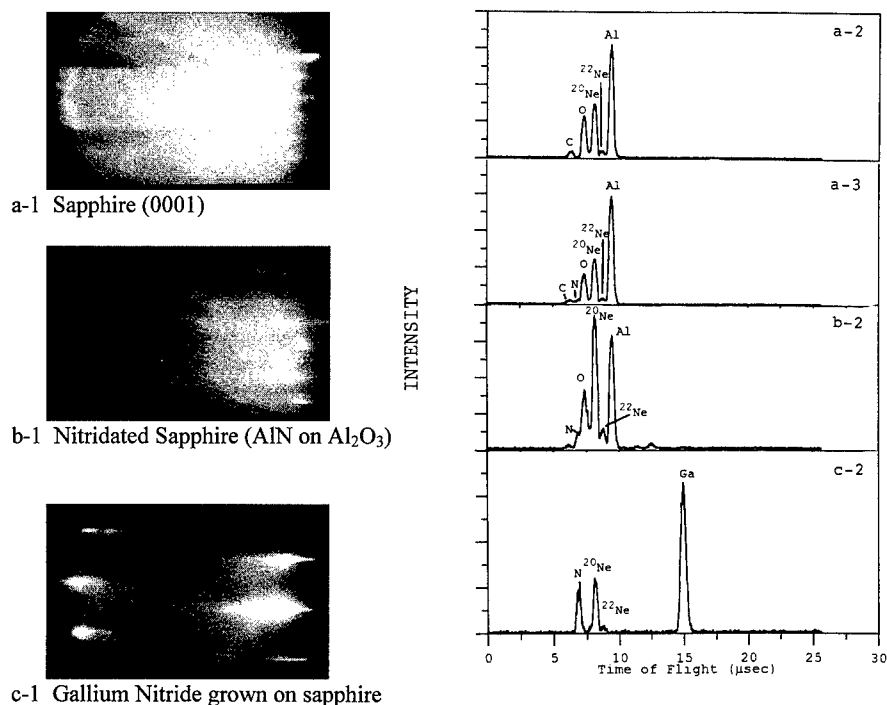 a-1 Sapphire (0001)
b-1 Nitridated Sapphire (AlN on Al₂O₃)
c-1 Gallium Nitride grown on sapphire
INTENSITY
a-2
Al
²²Ne
²⁰Ne
O
C
a-3
Al
²²Ne
²⁰Ne
O
C
N
b-2
²⁰Ne
Al
O
²²Ne
N
c-2
Ga
²⁰Ne
N
²²Ne
0 5 10 15 20 25 30
Time of Flight (μsec)